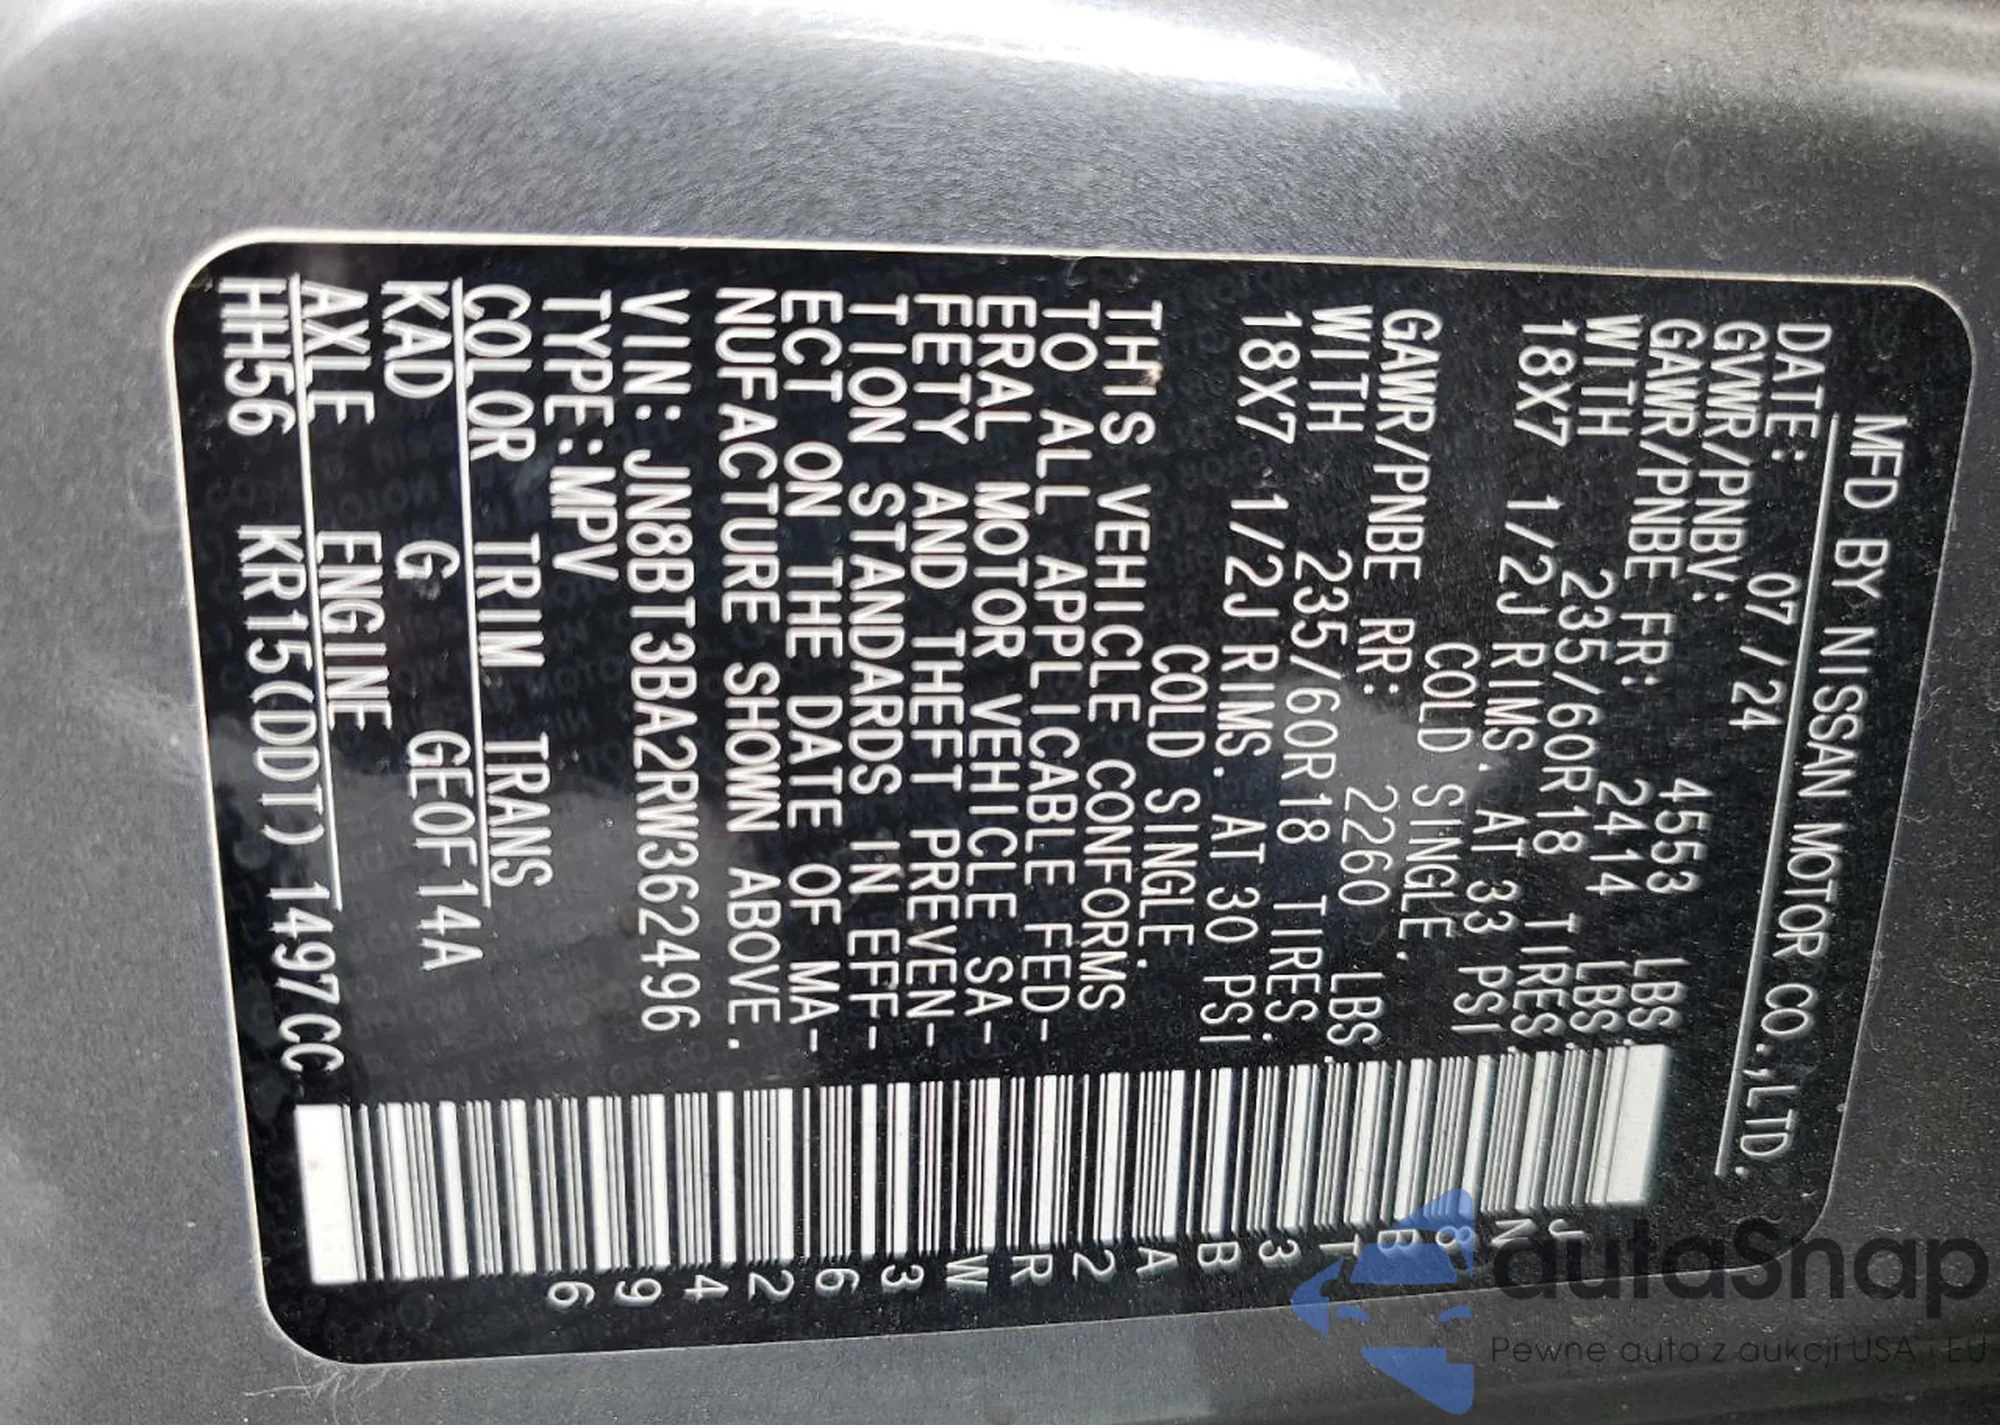 MFD BY NISSAN MOTOR CO.,LTD.
DATE: 07/24
GVWR/PNBV: 4553 LBS
GAWR/PNBE FR: 2414 LBS
WITH 235/60R18 TIRES,
18X7 1/2J RIMS. AT 33 PSI
COLD SINGLE.
GAWR/PNBE RR: 2260 LBS
WITH 235/60R18 TIRES,
18X7 1/2J RIMS. AT 30 PSI
COLD SINGLE.
THIS VEHICLE CONFORMS
TO ALL APPLICABLE FED-
ERAL MOTOR VEHICLE SA-
FETY AND THEFT PREVEN-
TION STANDARDS IN EFF-
ECT ON THE DATE OF MA-
NUFACTURE SHOWN ABOVE.
VIN: JN8BT3BA2RW362496
TYPE:MPV
COLOR TRIM TRANS
KAD G GE0F14A
AXLE ENGINE
HH56 KR15(DDT) 1497CC
JN8BT3BA2RW362496
autaSnap
Pewne auta z aukcji USA i EU